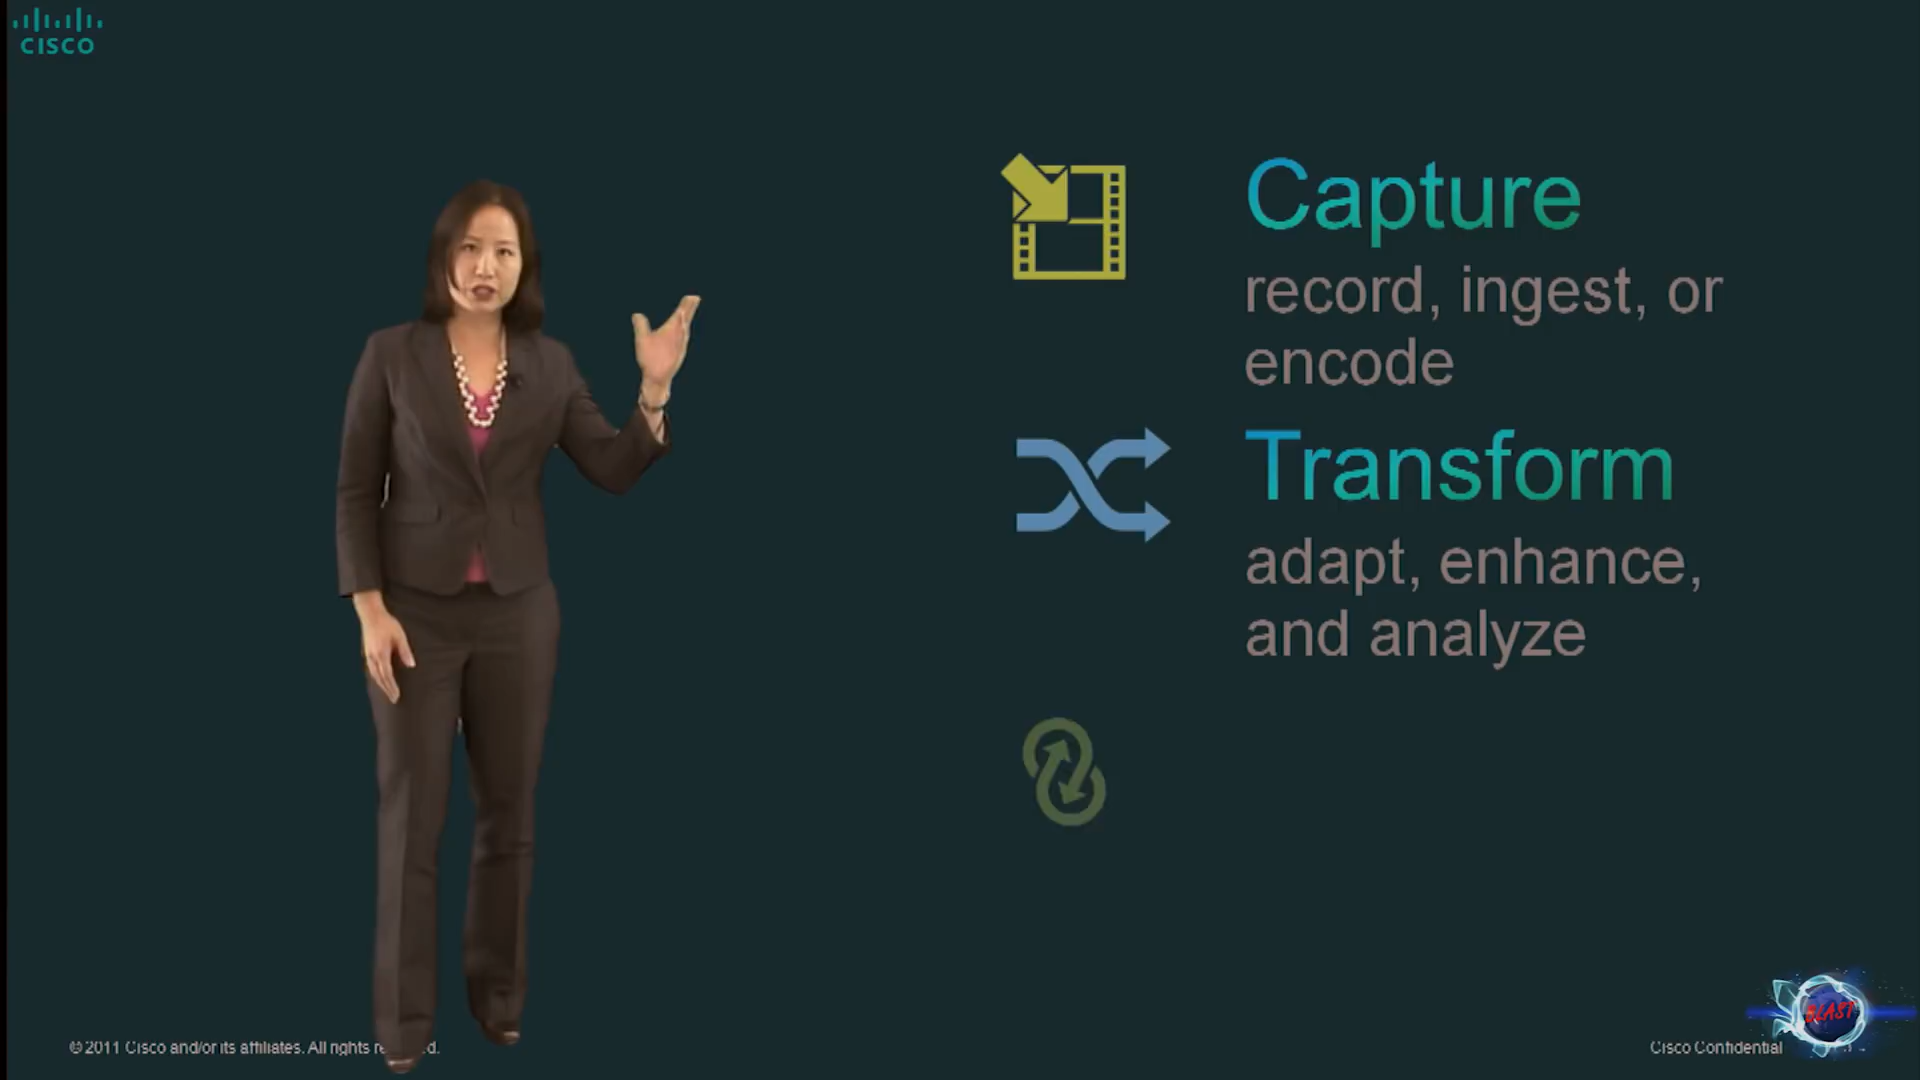 CISCO
Capture
record, ingest, or
encode
Transform
adapt, enhance,
and analyze
BLAST
© 2011 Cisco and/or its affiliates. All rights
Cisco Confidential